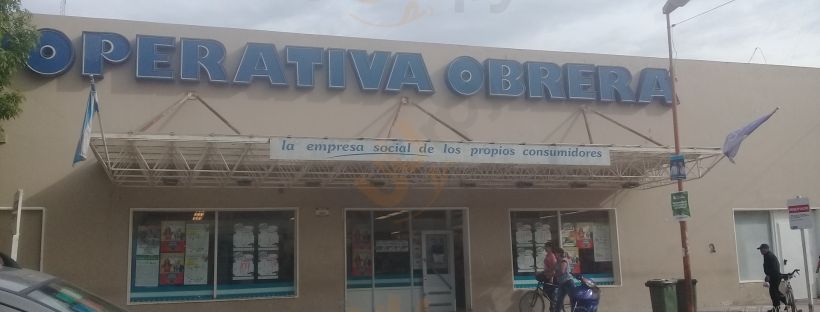 OPERATIVA OBRERA
la empresa social de los propios consumidores